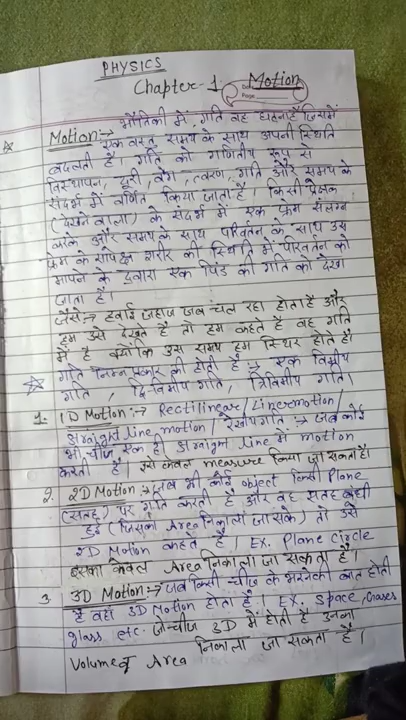 PHYSICS
Chapter-1: Motion
Page
भौतिकी में, गति वह घटना है जिसमें
Motion:→ एक वस्तु समय के साथ अपनी स्थिति
बदलती है। गति को गणितीय रूप से
विस्थापन, दूरी, वेग, त्वरण, गति और समय के
संदर्भ में वर्णित किया जाता है। किसी प्रेक्षक
(देखने वाला) के संदर्भ में एक फ्रेम संलग्न
करके और समय के साथ परिवर्तन के साथ उस
फ्रेम के सापेक्ष शरीर की स्थिति में परिवर्तन को
मापने के द्वारा एक पिंड की गति को देखा
जाता है।
जैसे:→ हवाई जहाज जब चल रहा होता है और
हम उसे देखते है तो हम कहते है वह गति
में है क्योंकि उस समय हम स्थिर होते है।
गति निम्न प्रकार की होती है:→ एक विमीय
गति, द्विविमीय गति, त्रिविमीय गति।
1. 1D Motion:→ Rectilinear/Linermotion/
straight line motion/रेखीय गति:→ जब कोई
भी चीज एक ही straight line में motion
करती है। उसे केवल measure किया जा सकता है।
2. 2D Motion:→ जब भी कोई object किसी Plane
(सतह) पर गति करती है और वह सतह बंधी
हुई (जिसका Area निकाला जा सके) तो उसे
2D Motion कहते है। Ex. Plane circle
इसका केवल Area निकाला जा सकता है।
3 3D Motion:→ जब किसी चीज के भरने की बात होती
है वहां 3D Motion होता है। Ex. Space,
glass etc. जो चीज 3D में होती है उनका
Volume व Area निकाला जा सकता है।